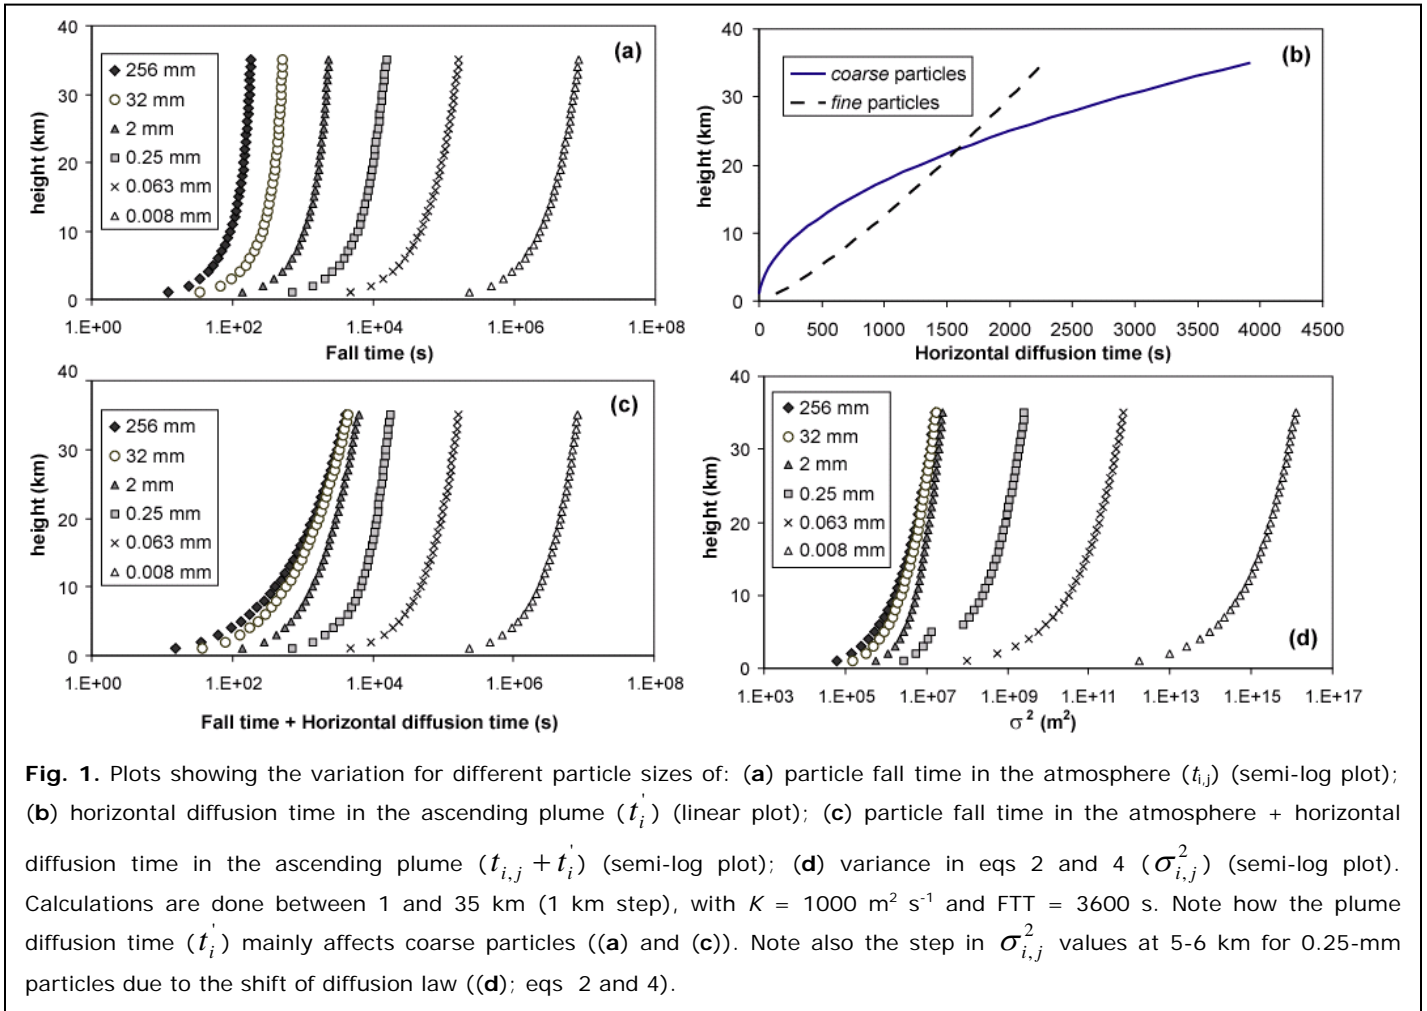 40
30
20
10
0
height (km)
256 mm
32 mm
2 mm
0.25 mm
0.063 mm
0.008 mm
(a)
1.E+00 1.E+02 1.E+04 1.E+06 1.E+08
Fall time (s)
40
30
20
10
0
height (km)
coarse particles
fine particles
(b)
0 500 1000 1500 2000 2500 3000 3500 4000 4500
Horizontal diffusion time (s)
40
30
20
10
0
height (km)
256 mm
32 mm
2 mm
0.25 mm
0.063 mm
0.008 mm
(c)
1.E+00 1.E+02 1.E+04 1.E+06 1.E+08
Fall time + Horizontal diffusion time (s)
40
30
20
10
0
height (km)
256 mm
32 mm
2 mm
0.25 mm
0.063 mm
0.008 mm
(d)
1.E+03 1.E+05 1.E+07 1.E+09 1.E+11 1.E+13 1.E+15 1.E+17
σ² (m²)
Fig. 1. Plots showing the variation for different particle sizes of: (a) particle fall time in the atmosphere (t_{i,j}) (semi-log plot);
(b) horizontal diffusion time in the ascending plume (t_i') (linear plot); (c) particle fall time in the atmosphere + horizontal
diffusion time in the ascending plume (t_{i,j} + t_i') (semi-log plot); (d) variance in eqs 2 and 4 (σ²_{i,j}) (semi-log plot).
Calculations are done between 1 and 35 km (1 km step), with K = 1000 m² s⁻¹ and FTT = 3600 s. Note how the plume
diffusion time (t_i') mainly affects coarse particles ((a) and (c)). Note also the step in σ²_{i,j} values at 5-6 km for 0.25-mm
particles due to the shift of diffusion law ((d); eqs 2 and 4).